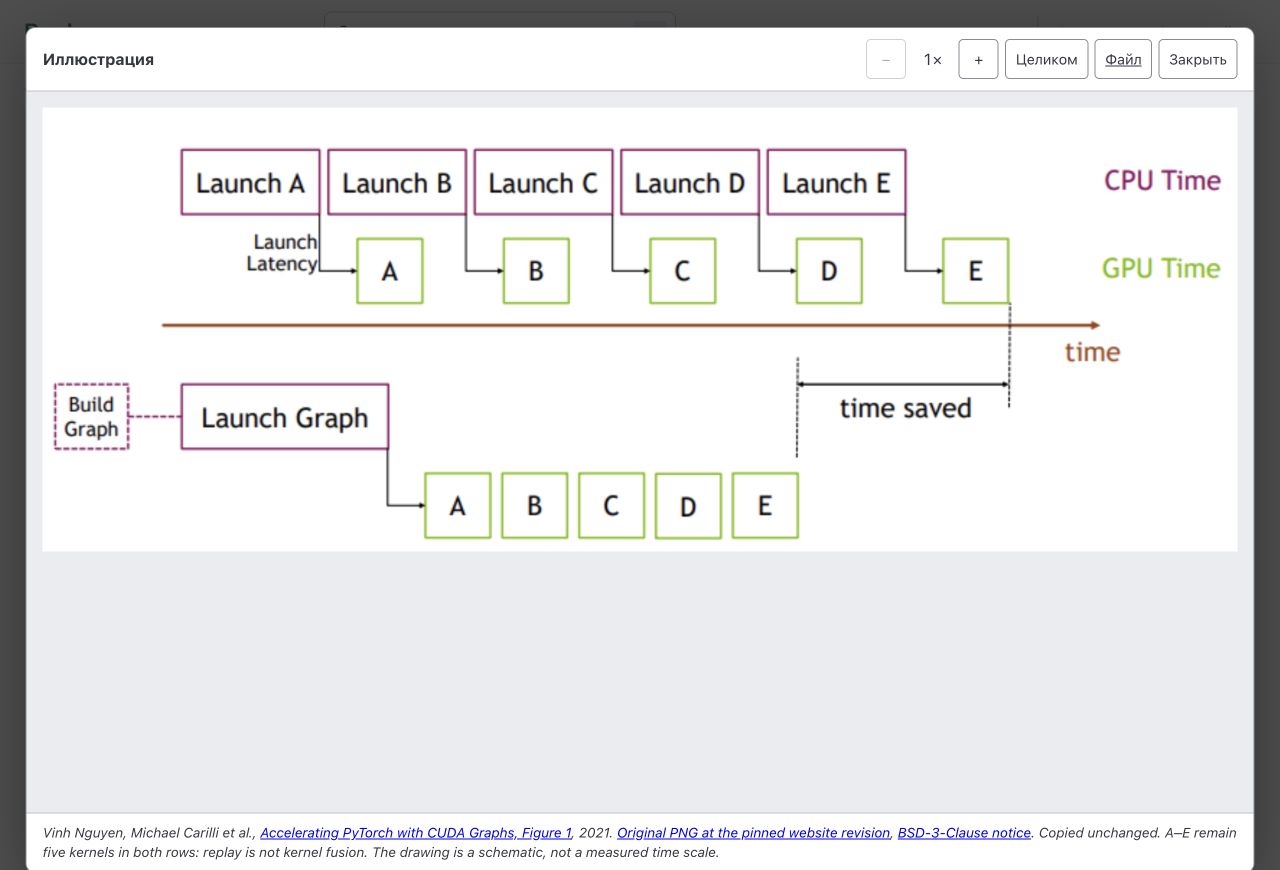 Иллюстрация
−
1×
+
Целиком
Файл
Закрыть
Launch A
Launch B
Launch C
Launch D
Launch E
CPU Time
Launch
Latency
A
B
C
D
E
GPU Time
time
Build
Graph
Launch Graph
time saved
A
B
C
D
E
Vinh Nguyen, Michael Carilli et al., Accelerating PyTorch with CUDA Graphs, Figure 1, 2021. Original PNG at the pinned website revision, BSD-3-Clause notice. Copied unchanged. A—E remain
five kernels in both rows: replay is not kernel fusion. The drawing is a schematic, not a measured time scale.